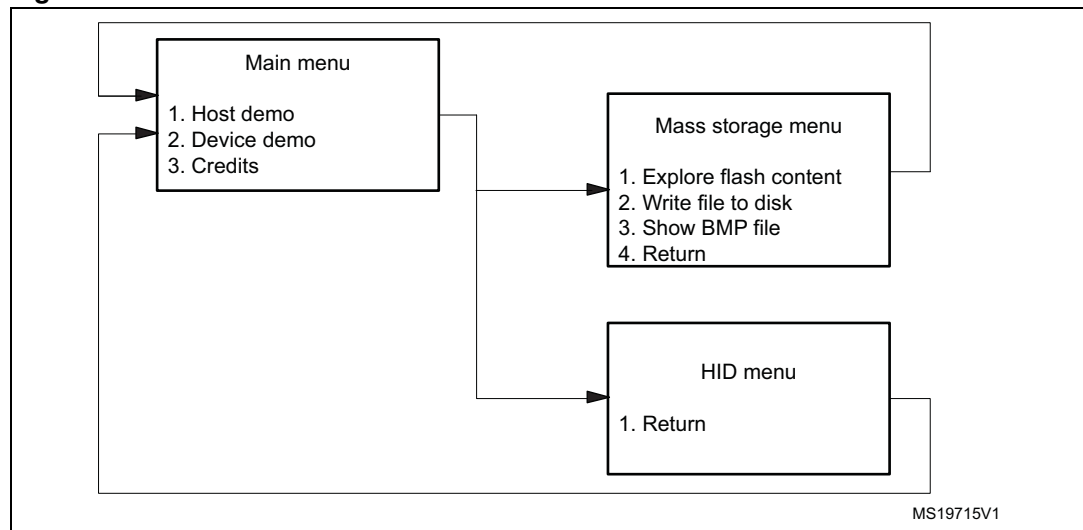 Main menu
1. Host demo
2. Device demo
3. Credits
Mass storage menu
1. Explore flash content
2. Write file to disk
3. Show BMP file
4. Return
HID menu
1. Return
MS19715V1